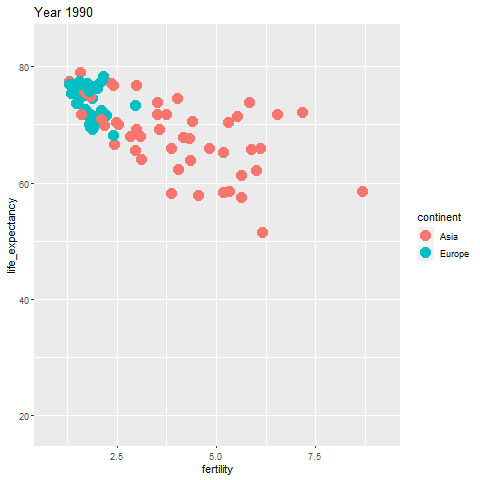 Year 1990
80
60
40
20
life_expectancy
2.5
5.0
7.5
fertility
continent
Asia
Europe